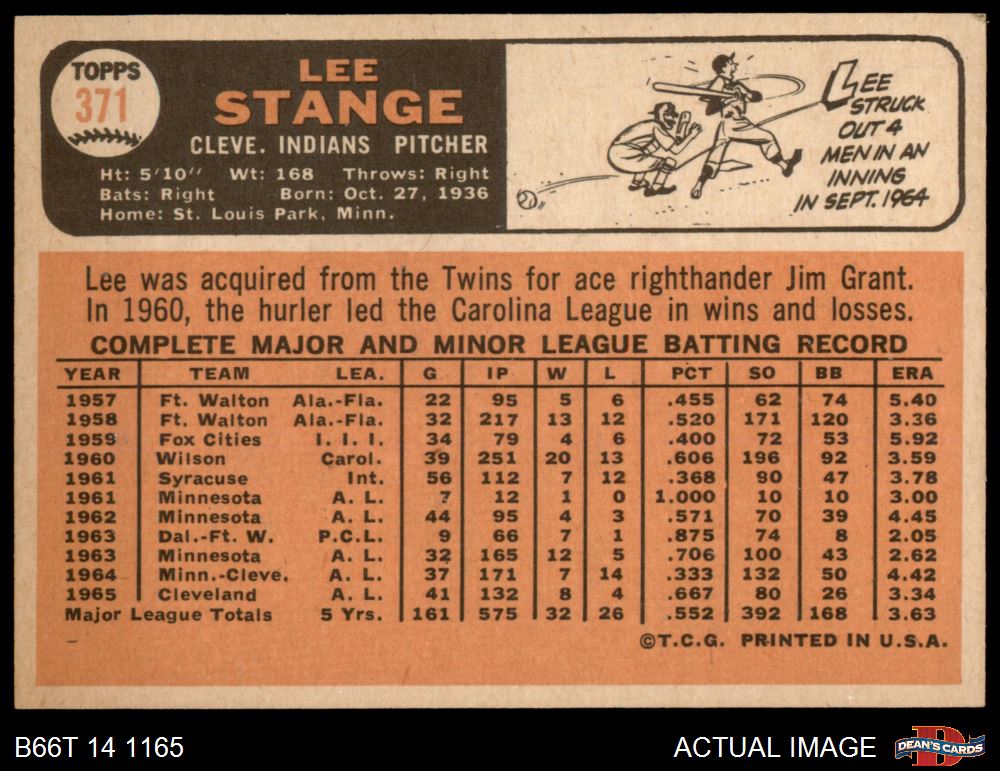 TOPPS
371
LEE
STANGE
CLEVE. INDIANS PITCHER
Ht: 5'10" Wt: 168 Throws: Right
Bats: Right Born: Oct. 27, 1936
Home: St. Louis Park, Minn.
LEE
STRUCK
OUT 4
MEN IN AN
INNING
IN SEPT. 1964
Lee was acquired from the Twins for ace righthander Jim Grant.
In 1960, the hurler led the Carolina League in wins and losses.
COMPLETE MAJOR AND MINOR LEAGUE BATTING RECORD
YEAR TEAM LEA. G IP W L PCT SO BB ERA
1957 Ft. Walton Ala.-Fla. 22 95 5 6 .455 62 74 5.40
1958 Ft. Walton Ala.-Fla. 32 217 13 12 .520 171 120 3.36
1959 Fox Cities I. I. I. 34 79 4 6 .400 72 53 5.92
1960 Wilson Carol. 39 251 20 13 .606 196 92 3.59
1961 Syracuse Int. 56 112 7 12 .368 90 47 3.78
1961 Minnesota A. L. 7 12 1 0 1.000 10 10 3.00
1962 Minnesota A. L. 44 95 4 3 .571 70 39 4.45
1963 Dal.-Ft. W. P.C.L. 9 66 7 1 .875 74 8 2.05
1963 Minnesota A. L. 32 165 12 5 .706 100 43 2.62
1964 Minn.-Cleve. A. L. 37 171 7 14 .333 132 50 4.42
1965 Cleveland A. L. 41 132 8 4 .667 80 26 3.34
Major League Totals 5 Yrs. 161 575 32 26 .552 392 168 3.63
©T.C.G. PRINTED IN U.S.A.
B66T 14 1165
ACTUAL IMAGE
D
DEAN'S CARDS